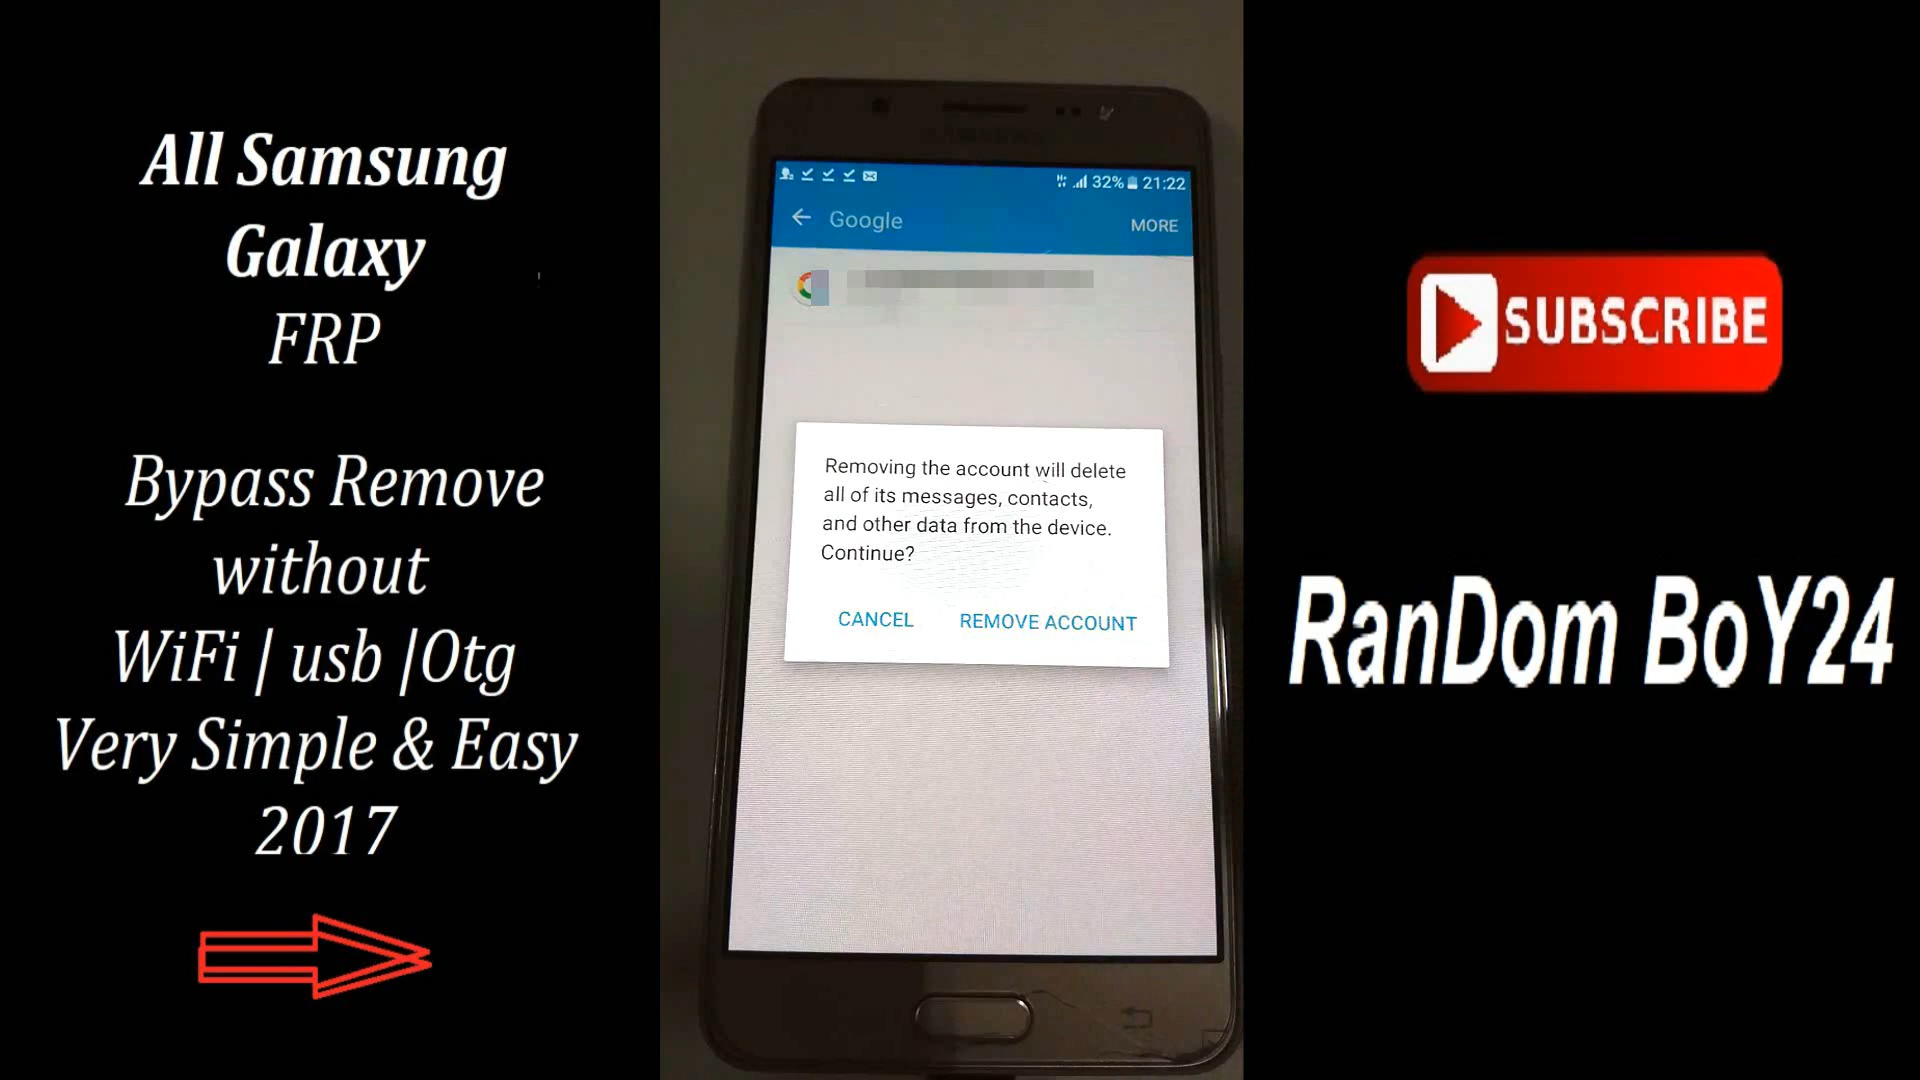 All Samsung
Galaxy
FRP
Bypass Remove
without
WiFi | usb |Otg
Very Simple & Easy
2017
32% 21:22
Google
MORE
Removing the account will delete
all of its messages, contacts,
and other data from the device.
Continue?
CANCEL REMOVE ACCOUNT
SUBSCRIBE
RanDom BoY24